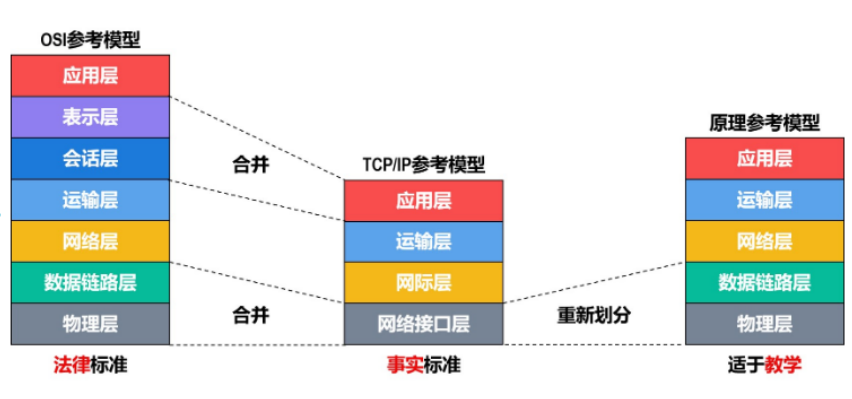 OSI参考模型
应用层
表示层
会话层
运输层
网络层
数据链路层
物理层
法律标准
合并
合并
TCP/IP参考模型
应用层
运输层
网际层
网络接口层
事实标准
重新划分
原理参考模型
应用层
运输层
网络层
数据链路层
物理层
适于教学